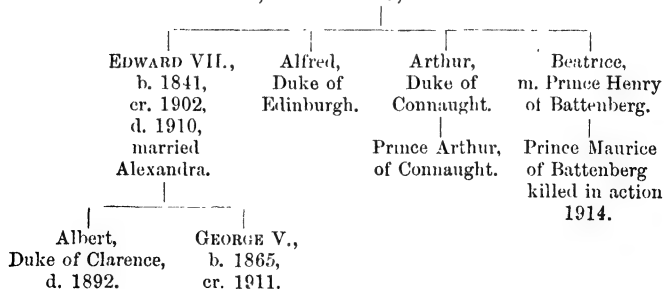 EDWARD VII.,
b. 1841,
cr. 1902,
d. 1910,
married
Alexandra.
Alfred,
Duke of
Edinburgh.
Arthur,
Duke of
Connaught.
Prince Arthur,
of Connaught.
Beatrice,
m. Prince Henry
of Battenberg.
Prince Maurice
of Battenberg
killed in action
1914.
Albert,
Duke of Clarence,
d. 1892.
GEORGE V.,
b. 1865,
cr. 1911.